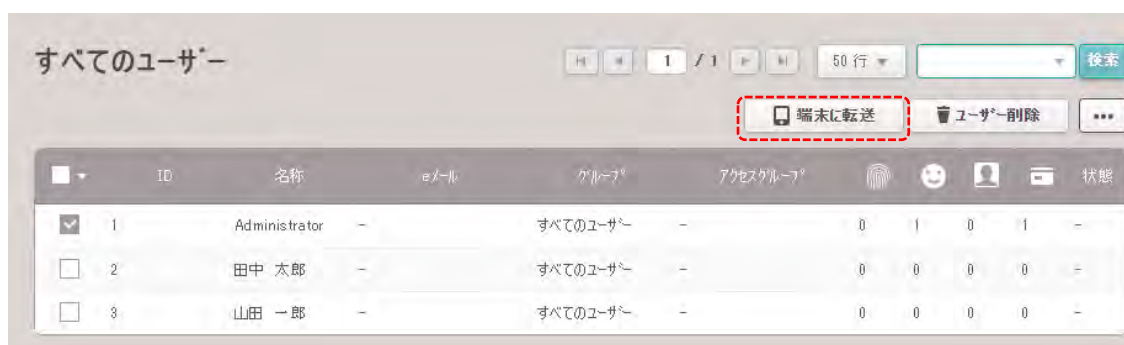 すべてのユーザー 1 / 1 50 行 検索
端末に転送 ユーザー削除 •••
ID 名称 eメール グループ アクセスグループ 状態
1 Administrator - すべてのユーザー - 0 1 0 1 -
2 田中 太郎 - すべてのユーザー - 0 0 0 0 -
3 山田 一郎 - すべてのユーザー - 0 0 0 0 -